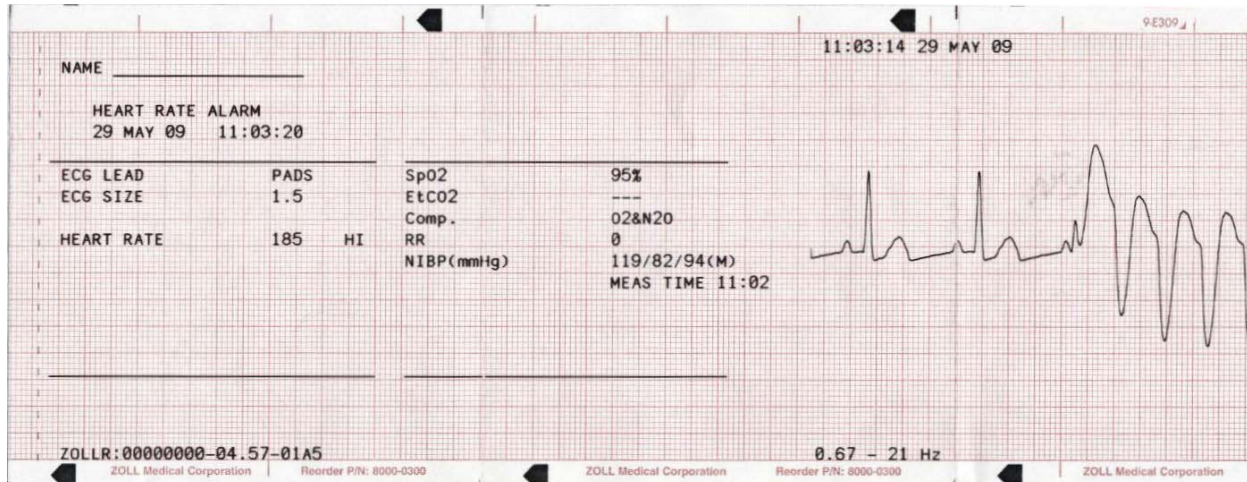 9-E309
11:03:14 29 MAY 09
NAME
HEART RATE ALARM
29 MAY 09 11:03:20
ECG LEAD PADS
ECG SIZE 1.5
HEART RATE 185 HI
SpO2 95%
EtCO2 ---
Comp. O2&N2O
RR 0
NIBP(mmHg) 119/82/94(M)
MEAS TIME 11:02
ZOLLR:00000000-04.57-01A5
0.67 - 21 Hz
ZOLL Medical Corporation Reorder P/N: 8000-0300 ZOLL Medical Corporation Reorder P/N: 8000-0300 ZOLL Medical Corporation